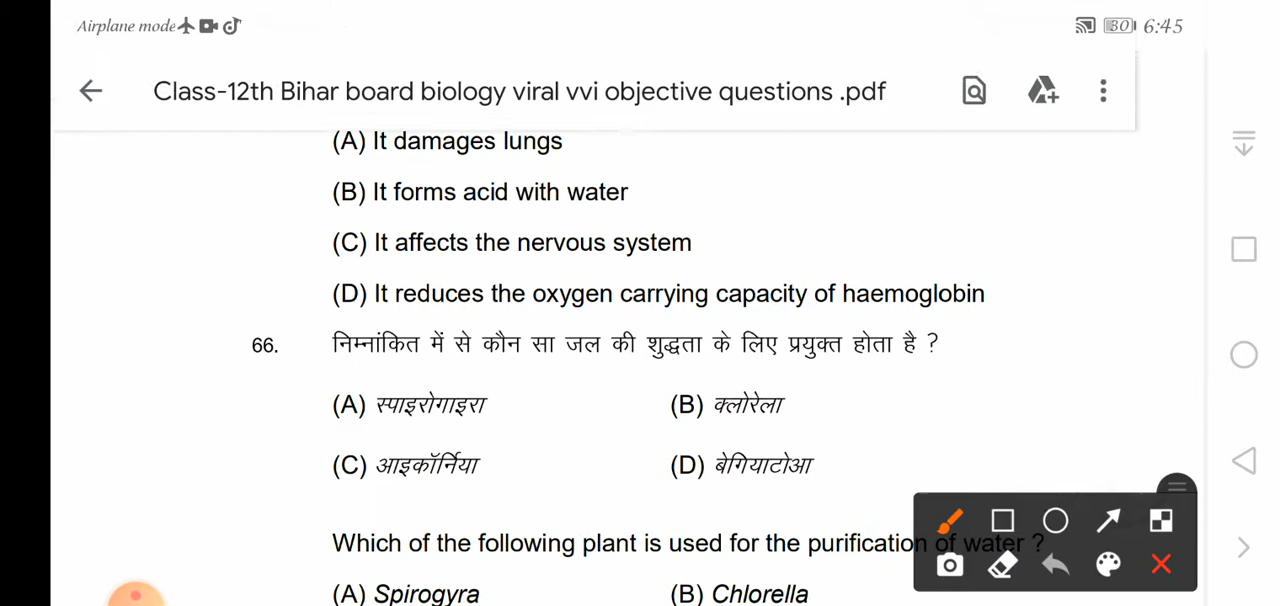 Airplane mode 80 6:45
Class-12th Bihar board biology viral vvi objective questions .pdf
(A) It damages lungs
(B) It forms acid with water
(C) It affects the nervous system
(D) It reduces the oxygen carrying capacity of haemoglobin
66. निम्नांकित में से कौन सा जल की शुद्धता के लिए प्रयुक्त होता है ?
(A) स्पाइरोगाइरा (B) क्लोरेला
(C) आइकॉर्निया (D) बेगियाटोआ
Which of the following plant is used for the purification of water ?
(A) Spirogyra (B) Chlorella